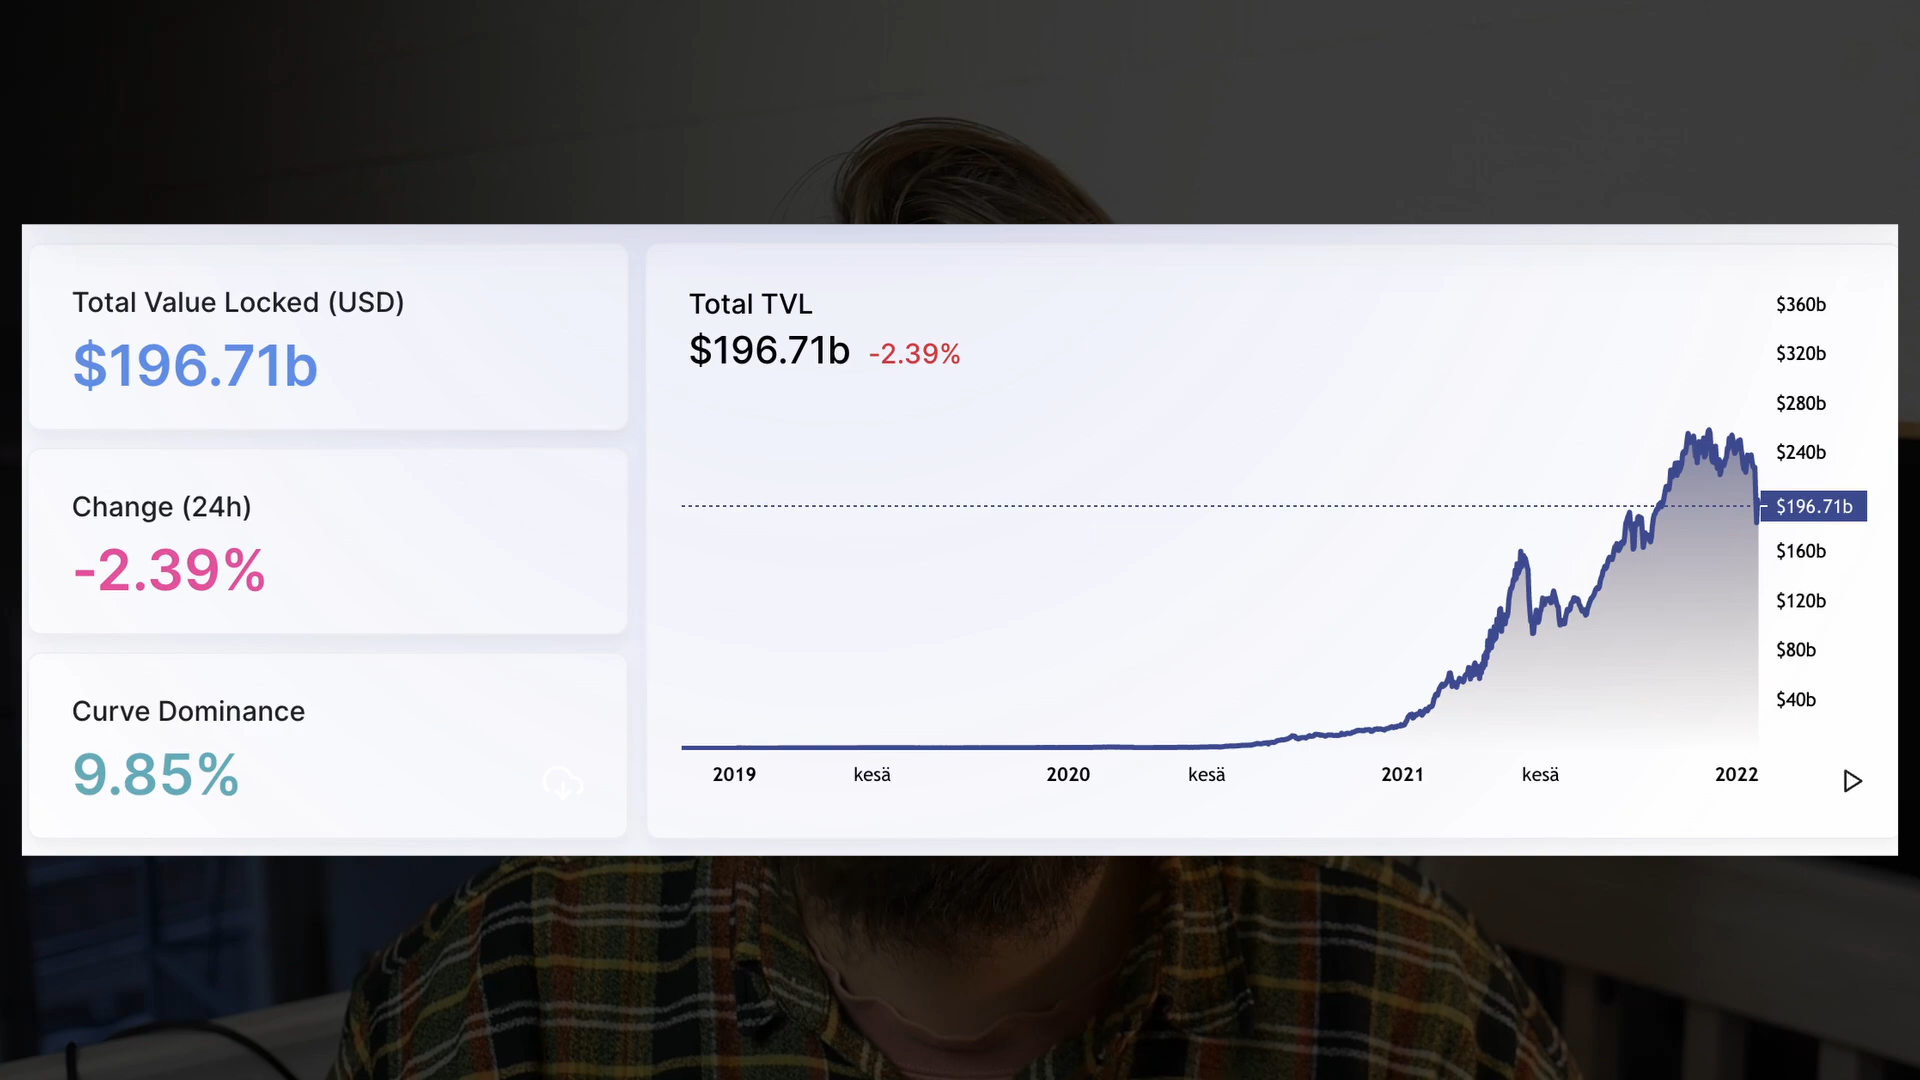 Total Value Locked (USD)
$196.71b
Change (24h)
-2.39%
Curve Dominance
9.85%
Total TVL
$196.71b -2.39%
$360b
$320b
$280b
$240b
$196.71b
$160b
$120b
$80b
$40b
2019 kesä 2020 kesä 2021 kesä 2022